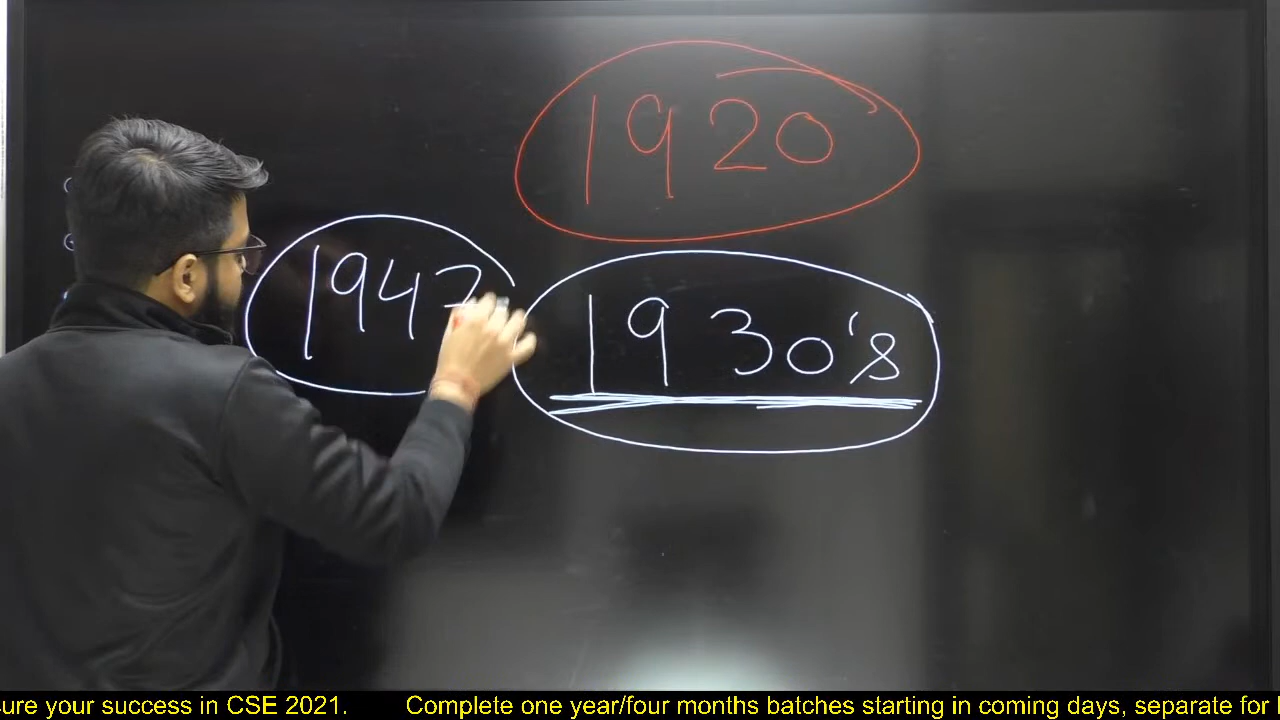 1920
1947
1930's
sure your success in CSE 2021. Complete one year/four months batches starting in coming days, separate for